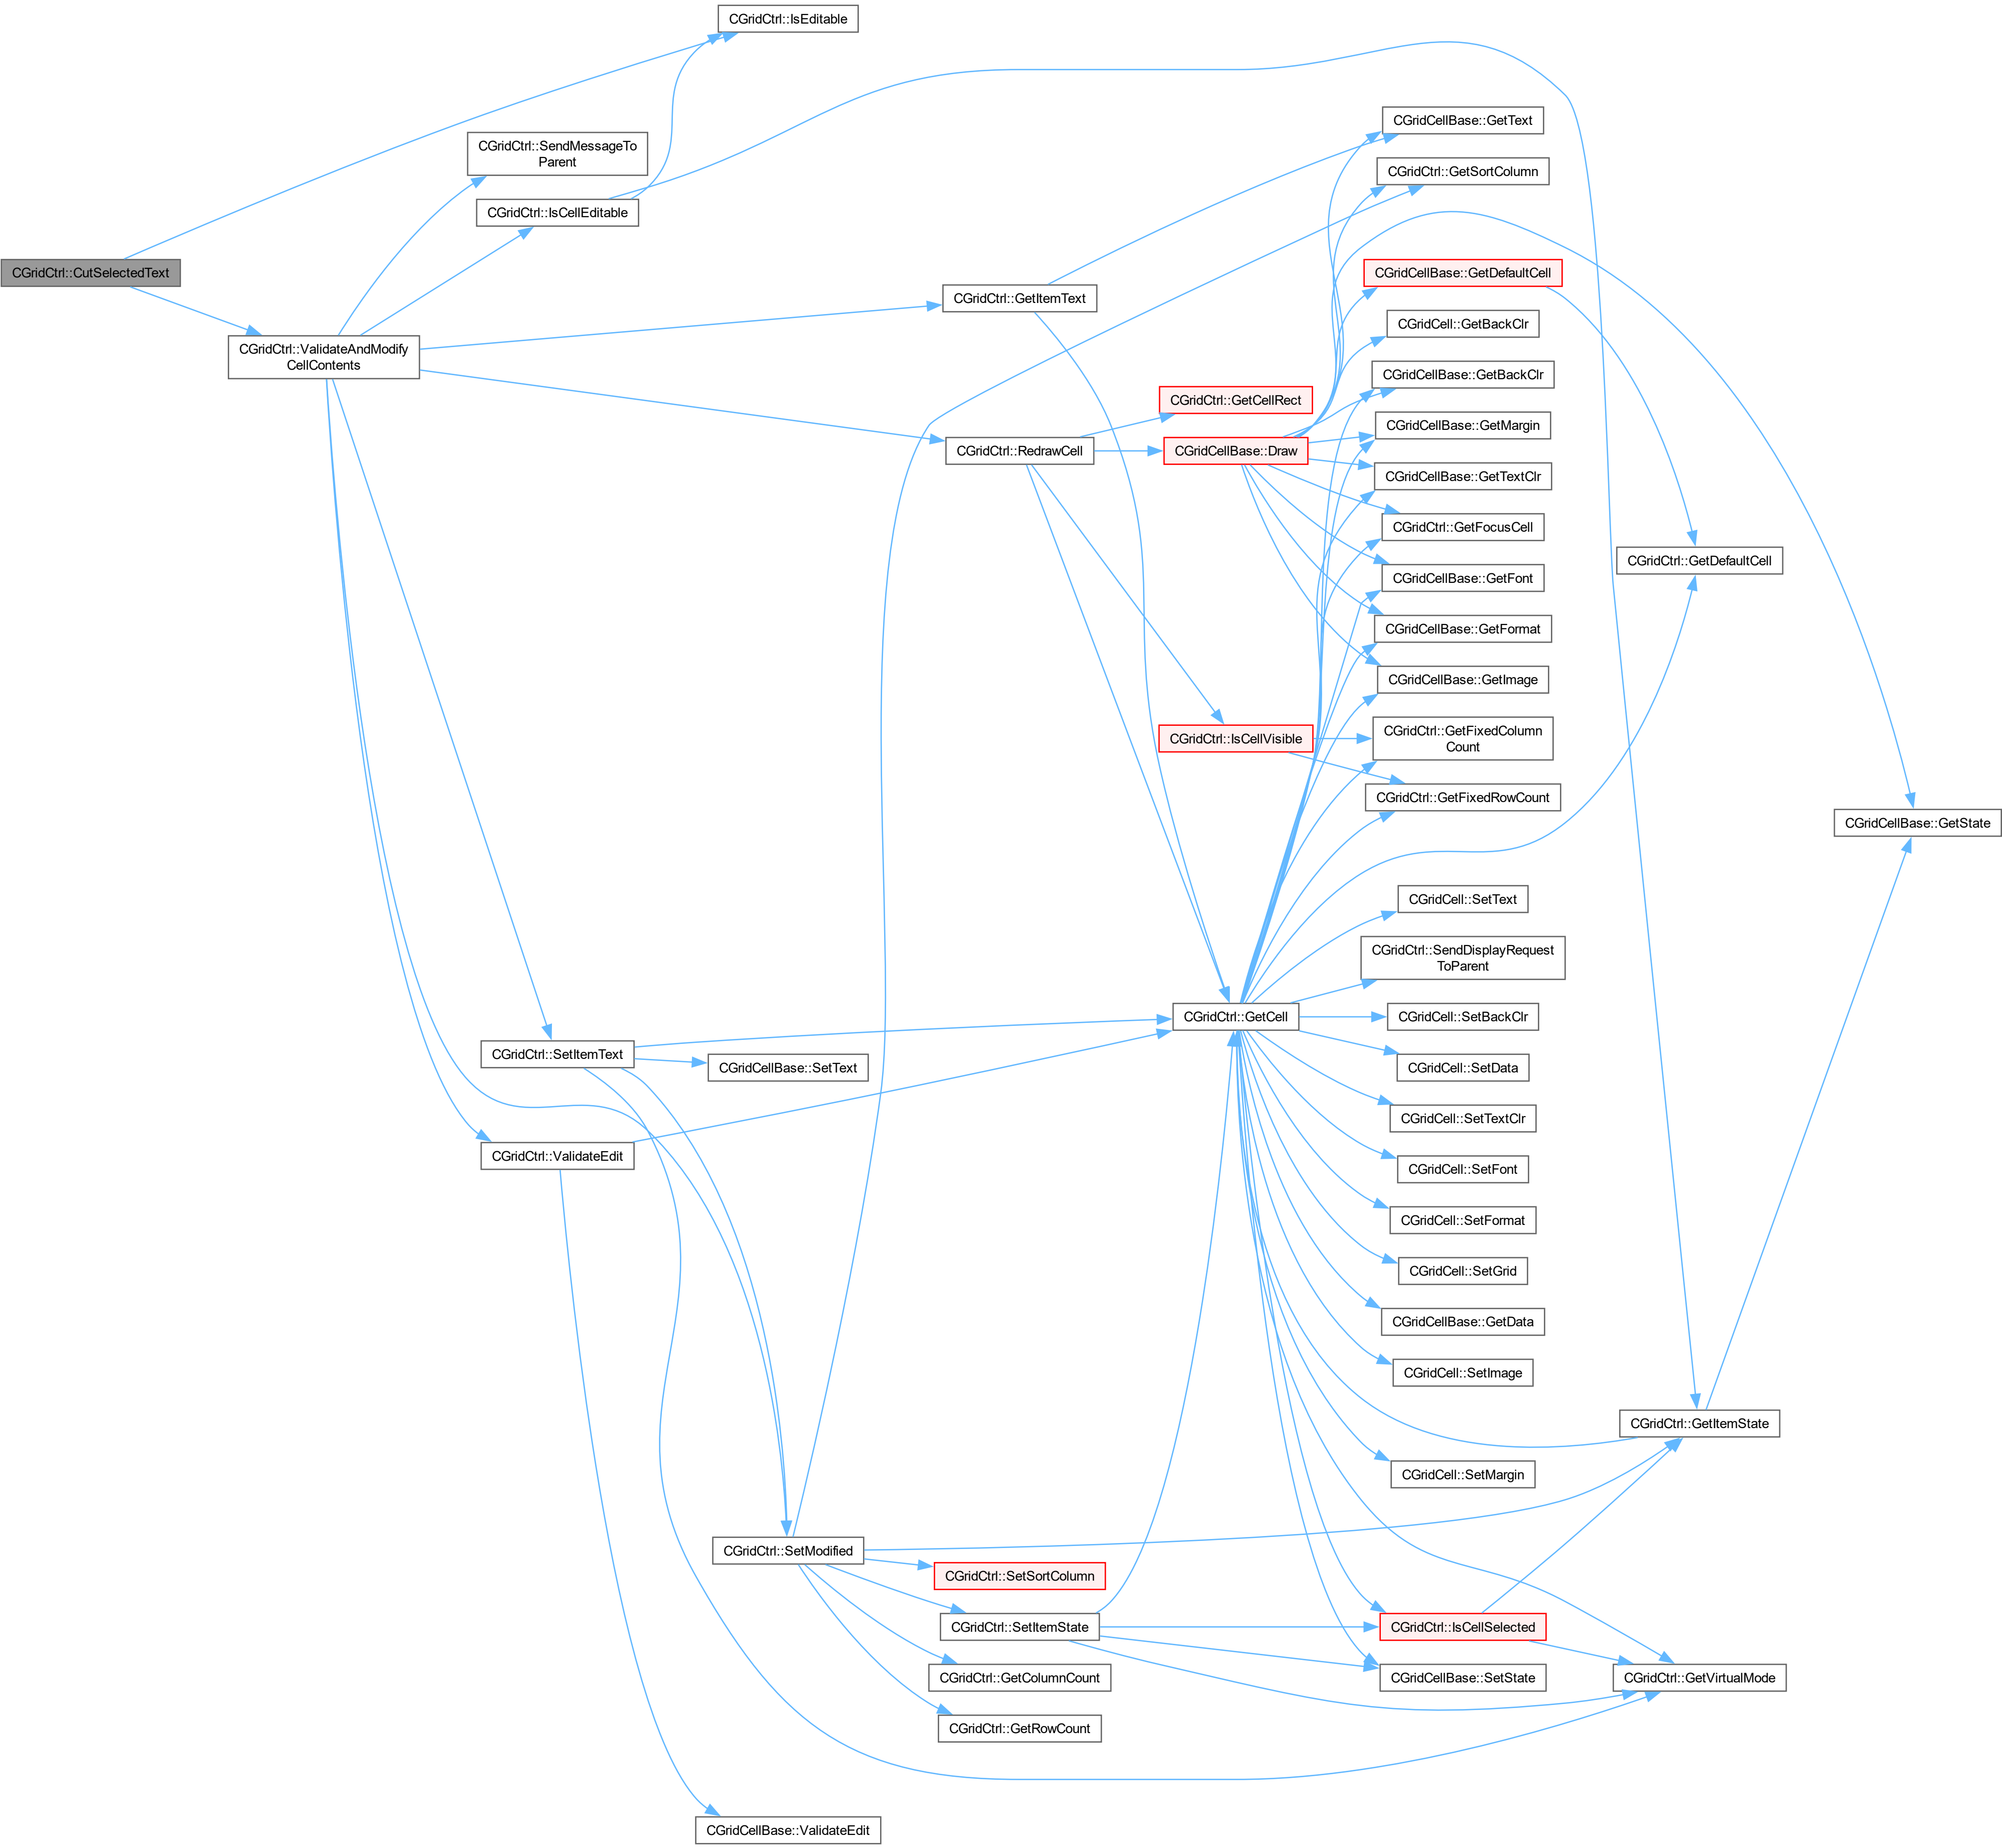 CGridCtrl::IsEditable
CGridCellBase::GetText
CGridCtrl::SendMessageTo
Parent
CGridCtrl::GetSortColumn
CGridCtrl::IsCellEditable
CGridCtrl::CutSelectedText
CGridCellBase::GetDefaultCell
CGridCtrl::GetItemText
CGridCell::GetBackClr
CGridCtrl::ValidateAndModify
CellContents
CGridCellBase::GetBackClr
CGridCtrl::GetCellRect
CGridCellBase::GetMargin
CGridCtrl::RedrawCell
CGridCellBase::Draw
CGridCellBase::GetTextClr
CGridCtrl::GetFocusCell
CGridCtrl::GetDefaultCell
CGridCellBase::GetFont
CGridCellBase::GetFormat
CGridCellBase::GetImage
CGridCtrl::IsCellVisible
CGridCtrl::GetFixedColumn
Count
CGridCtrl::GetFixedRowCount
CGridCellBase::GetState
CGridCell::SetText
CGridCtrl::SendDisplayRequest
ToParent
CGridCtrl::GetCell
CGridCell::SetBackClr
CGridCtrl::SetItemText
CGridCellBase::SetText
CGridCell::SetData
CGridCell::SetTextClr
CGridCtrl::ValidateEdit
CGridCell::SetFont
CGridCell::SetFormat
CGridCell::SetGrid
CGridCellBase::GetData
CGridCell::SetImage
CGridCtrl::GetItemState
CGridCell::SetMargin
CGridCtrl::SetModified
CGridCtrl::SetSortColumn
CGridCtrl::SetItemState
CGridCtrl::IsCellSelected
CGridCtrl::GetColumnCount
CGridCellBase::SetState
CGridCtrl::GetVirtualMode
CGridCtrl::GetRowCount
CGridCellBase::ValidateEdit